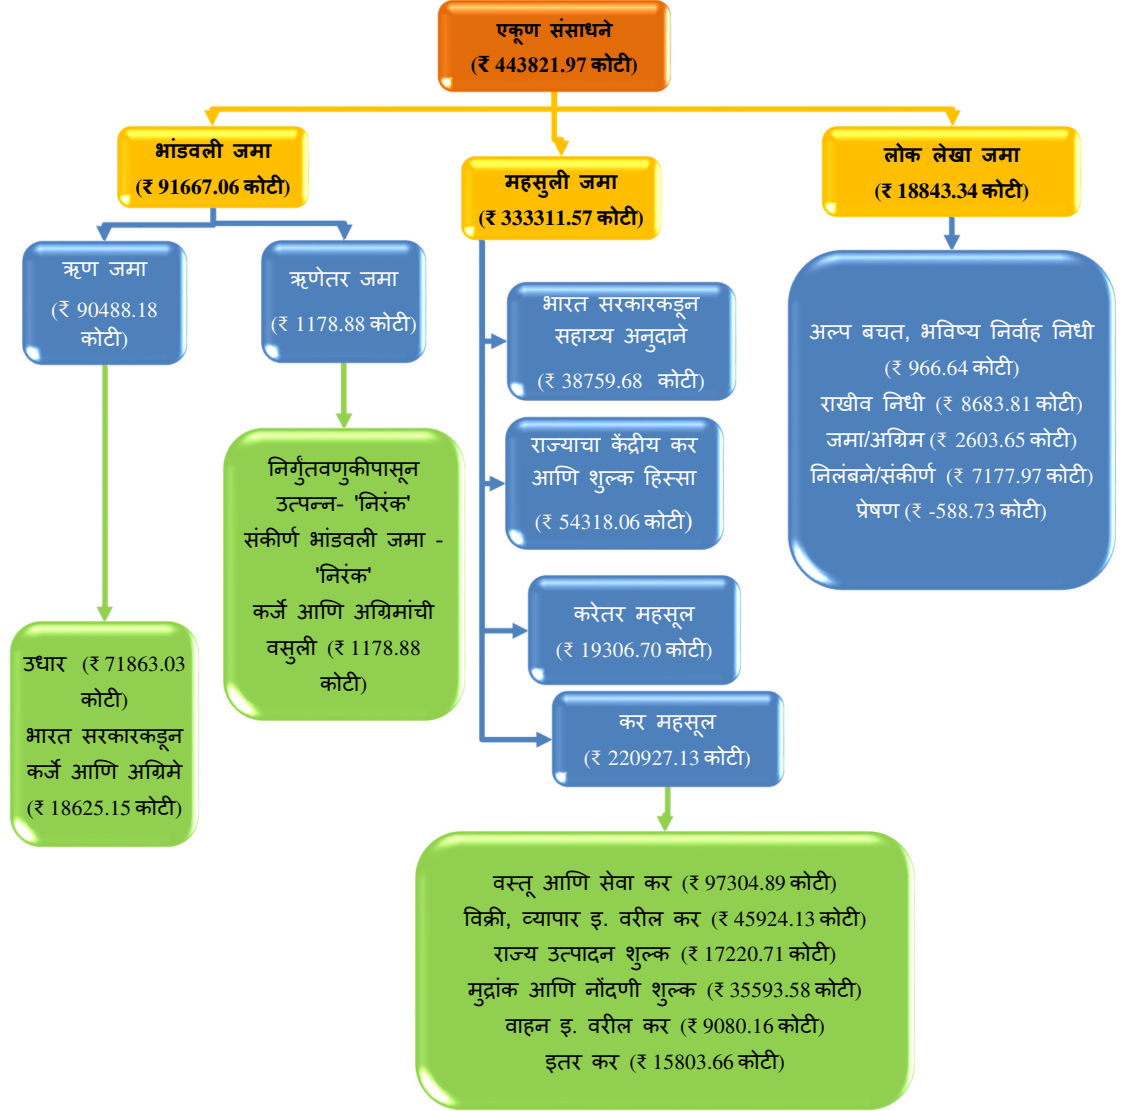 एकूण संसाधने
(₹ 443821.97 कोटी)
भांडवली जमा
(₹ 91667.06 कोटी)
महसुली जमा
(₹ 333311.57 कोटी)
लोक लेखा जमा
(₹ 18843.34 कोटी)
ऋण जमा
(₹ 90488.18
कोटी)
ऋणेतर जमा
(₹ 1178.88 कोटी)
भारत सरकारकडून
सहाय्य अनुदाने
(₹ 38759.68 कोटी)
राज्याचा केंद्रीय कर
आणि शुल्क हिस्सा
(₹ 54318.06 कोटी)
करेतर महसूल
(₹ 19306.70 कोटी)
कर महसूल
(₹ 220927.13 कोटी)
अल्प बचत, भविष्य निर्वाह निधी
(₹ 966.64 कोटी)
राखीव निधी (₹ 8683.81 कोटी)
जमा/अग्रिम (₹ 2603.65 कोटी)
निलंबने/संकीर्ण (₹ 7177.97 कोटी)
प्रेषण (₹ -588.73 कोटी)
निर्गुंतवणुकीपासून
उत्पन्न- 'निरंक'
संकीर्ण भांडवली जमा -
'निरंक'
कर्जे आणि अग्रिमांची
वसुली (₹ 1178.88
कोटी)
उधार (₹ 71863.03
कोटी)
भारत सरकारकडून
कर्जे आणि अग्रिमे
(₹ 18625.15 कोटी)
वस्तू आणि सेवा कर (₹ 97304.89 कोटी)
विक्री, व्यापार इ. वरील कर (₹ 45924.13 कोटी)
राज्य उत्पादन शुल्क (₹ 17220.71 कोटी)
मुद्रांक आणि नोंदणी शुल्क (₹ 35593.58 कोटी)
वाहन इ. वरील कर (₹ 9080.16 कोटी)
इतर कर (₹ 15803.66 कोटी)